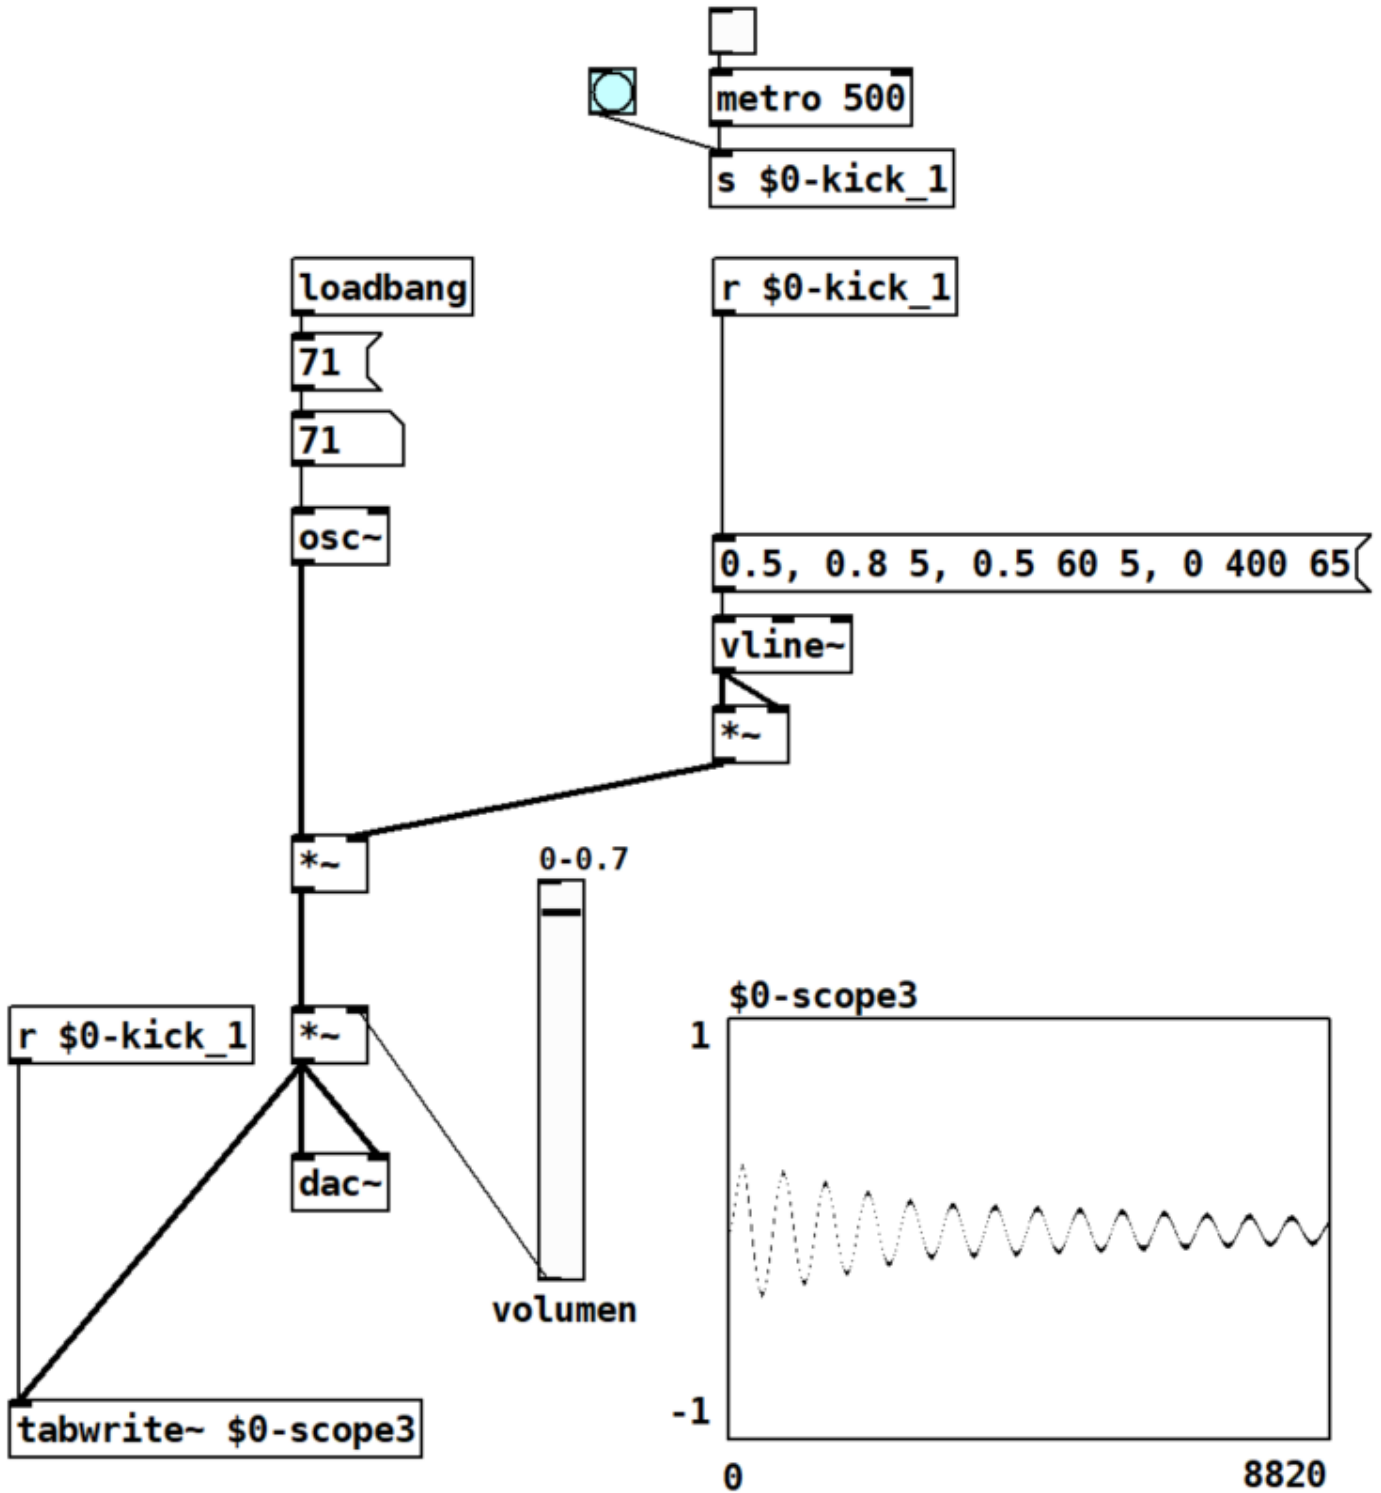 metro 500
s $0-kick_1
loadbang
r $0-kick_1
71
71
osc~
0.5, 0.8 5, 0.5 60 5, 0 400 65
vline~
*~
*~
0-0.7
r $0-kick_1
*~
dac~
volumen
tabwrite~ $0-scope3
$0-scope3
1
-1
0
8820